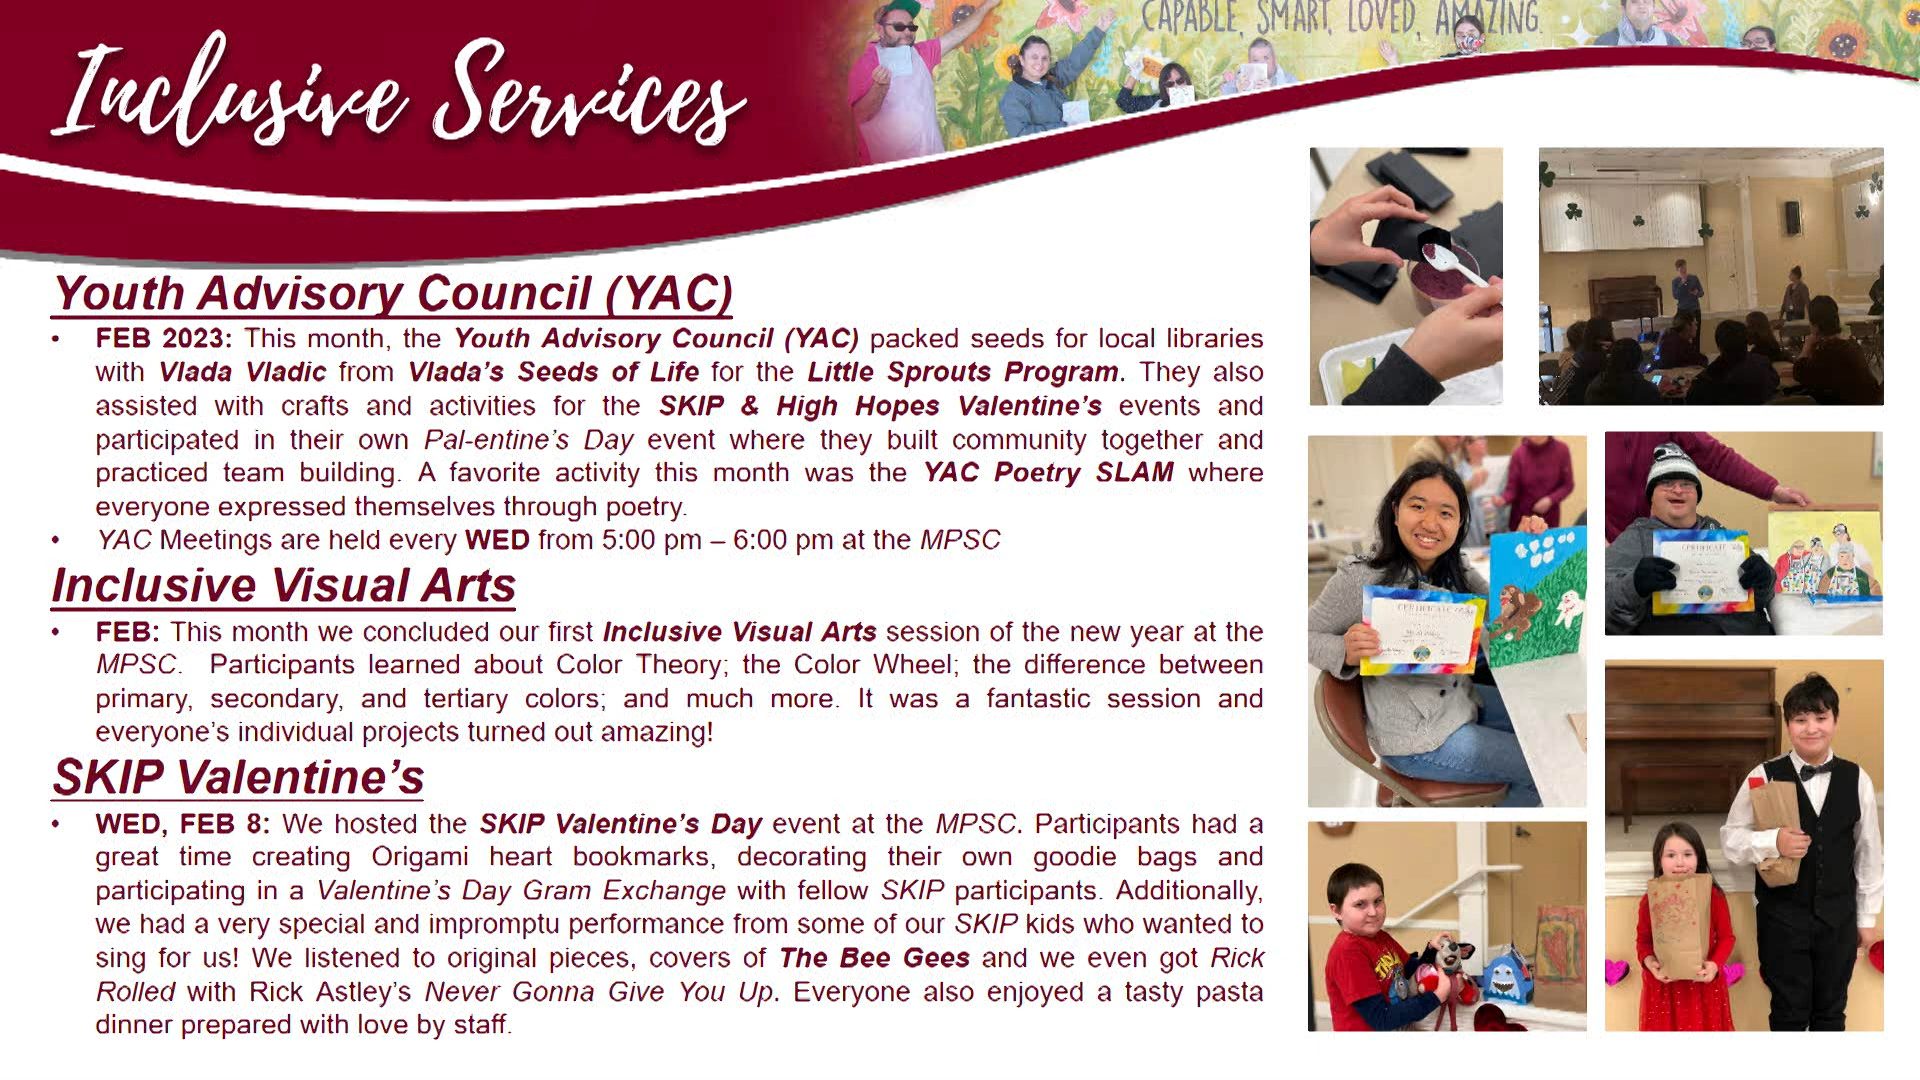 CAPABLE, SMART, LOVED, AMAZING.
Inclusive Services
Youth Advisory Council (YAC)
• FEB 2023: This month, the Youth Advisory Council (YAC) packed seeds for local libraries
with Vlada Vladic from Vlada's Seeds of Life for the Little Sprouts Program. They also
assisted with crafts and activities for the SKIP & High Hopes Valentine's events and
participated in their own Pal-entine's Day event where they built community together and
practiced team building. A favorite activity this month was the YAC Poetry SLAM where
everyone expressed themselves through poetry.
• YAC Meetings are held every WED from 5:00 pm – 6:00 pm at the MPSC
Inclusive Visual Arts
• FEB: This month we concluded our first Inclusive Visual Arts session of the new year at the
MPSC. Participants learned about Color Theory; the Color Wheel; the difference between
primary, secondary, and tertiary colors; and much more. It was a fantastic session and
everyone's individual projects turned out amazing!
SKIP Valentine's
• WED, FEB 8: We hosted the SKIP Valentine's Day event at the MPSC. Participants had a
great time creating Origami heart bookmarks, decorating their own goodie bags and
participating in a Valentine's Day Gram Exchange with fellow SKIP participants. Additionally,
we had a very special and impromptu performance from some of our SKIP kids who wanted to
sing for us! We listened to original pieces, covers of The Bee Gees and we even got Rick
Rolled with Rick Astley's Never Gonna Give You Up. Everyone also enjoyed a tasty pasta
dinner prepared with love by staff.
CERTIFICATE
CERTIFICATE